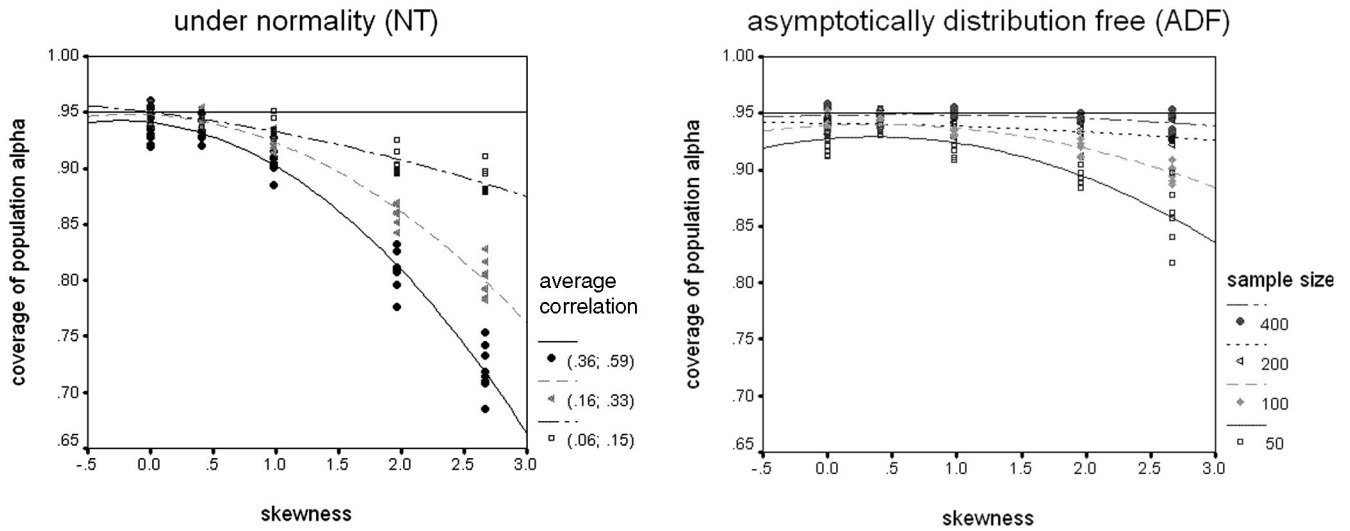 under normality (NT)
1.00
.95
.90
.85
.80
.75
.70
.65
coverage of population alpha
-.5 0.0 .5 1.0 1.5 2.0 2.5 3.0
skewness
average
correlation
(.36; .59)
(.16; .33)
(.06; .15)
asymptotically distribution free (ADF)
1.00
.95
.90
.85
.80
.75
.70
.65
coverage of population alpha
-.5 0.0 .5 1.0 1.5 2.0 2.5 3.0
skewness
sample size
400
200
100
50